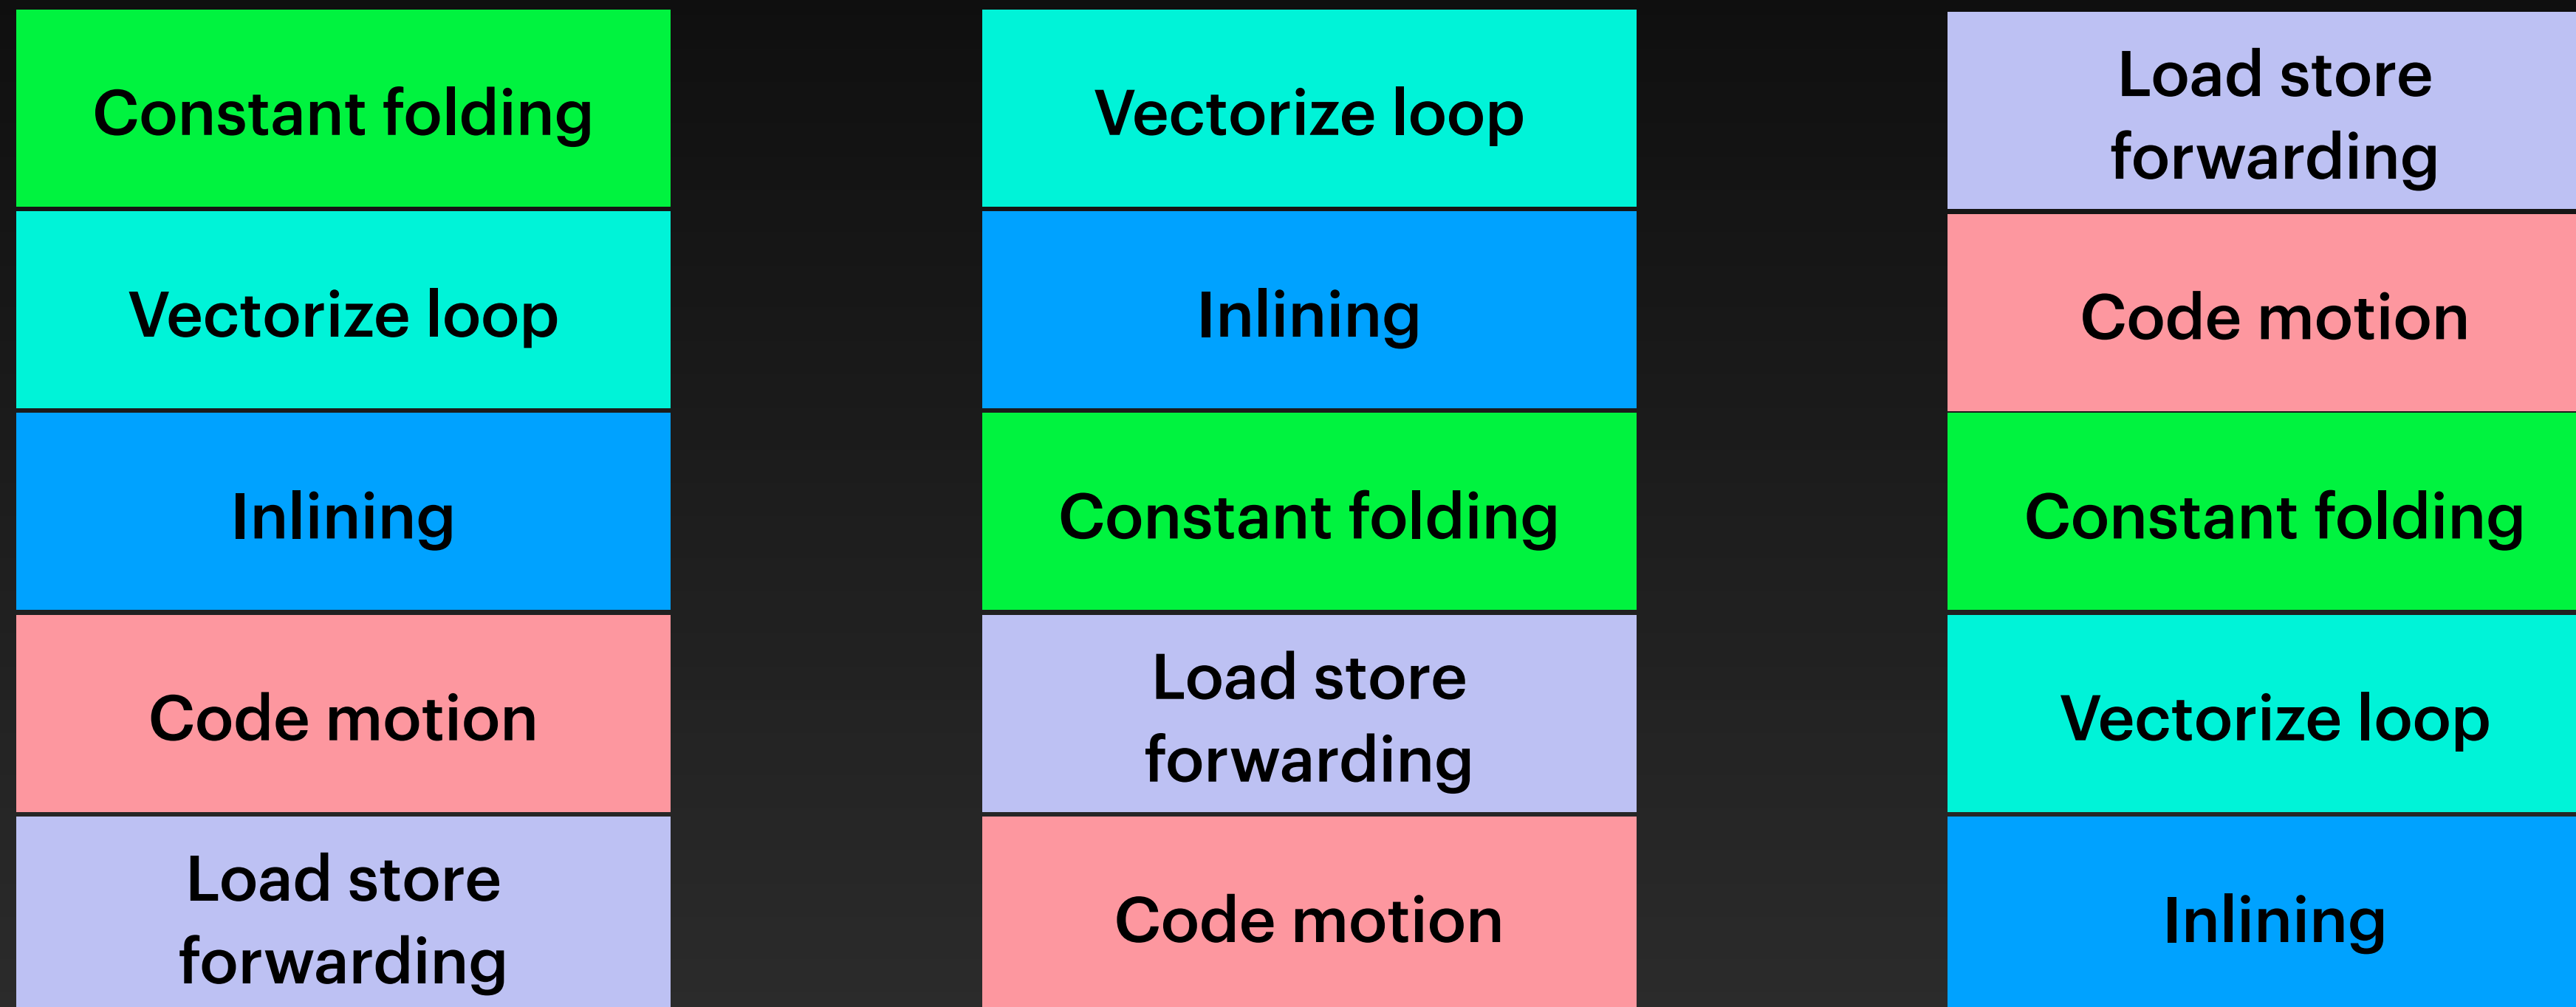 Constant folding
Vectorize loop
Inlining
Code motion
Load store
forwarding
Vectorize loop
Inlining
Constant folding
Load store
forwarding
Code motion
Load store
forwarding
Code motion
Constant folding
Vectorize loop
Inlining